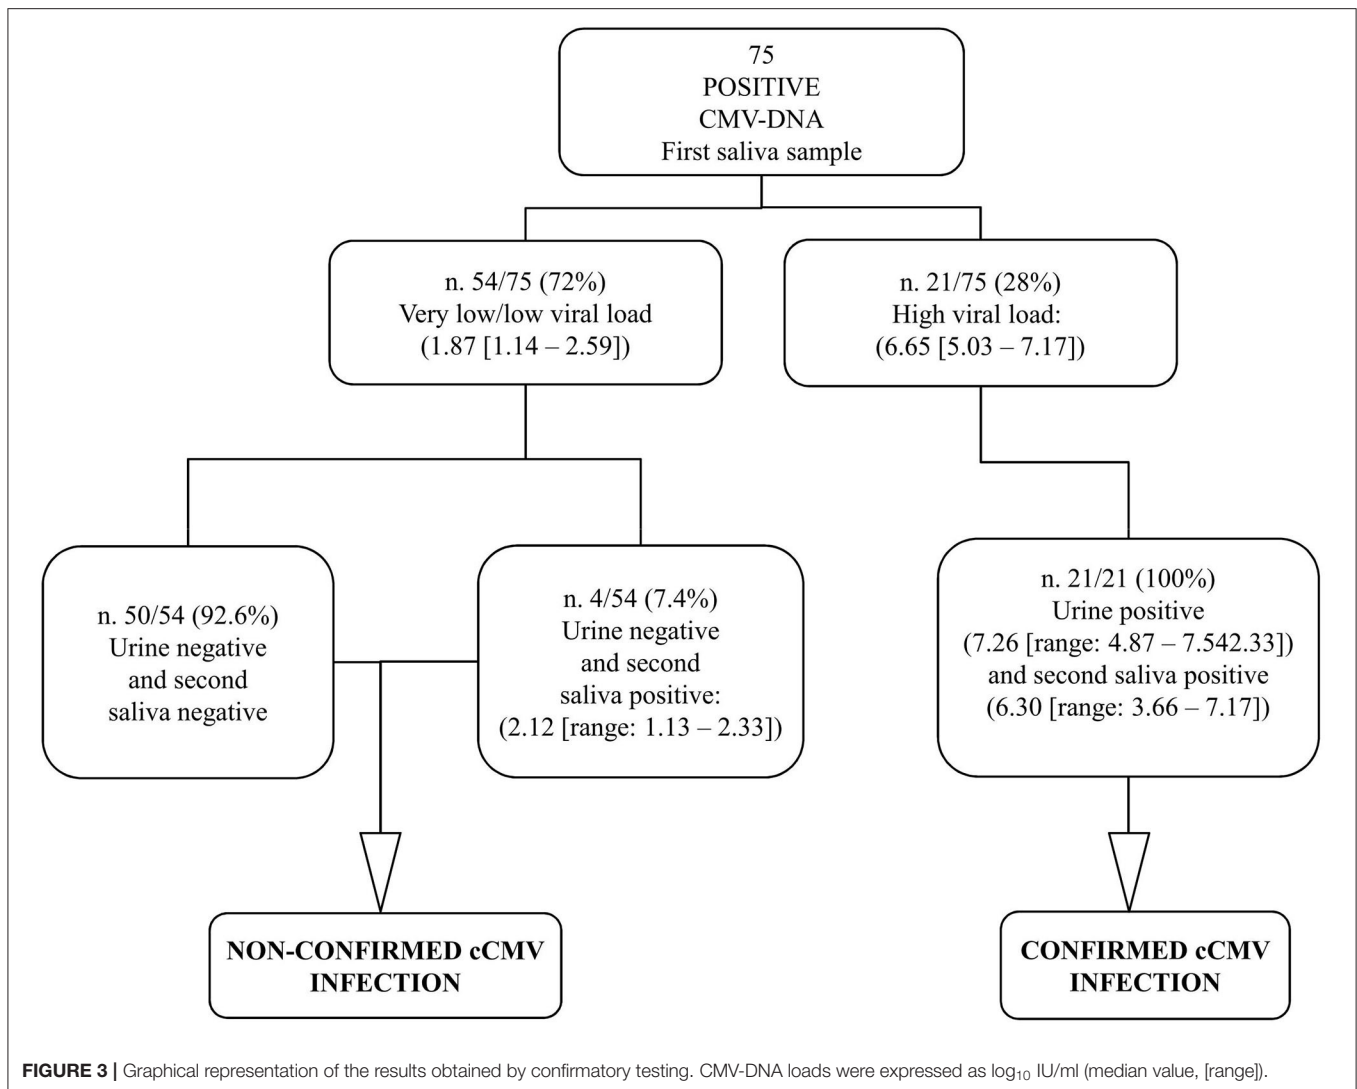 75
POSITIVE
CMV-DNA
First saliva sample
n. 54/75 (72%)
Very low/low viral load
(1.87 [1.14 – 2.59])
n. 21/75 (28%)
High viral load:
(6.65 [5.03 – 7.17])
n. 50/54 (92.6%)
Urine negative
and second
saliva negative
n. 4/54 (7.4%)
Urine negative
and second
saliva positive:
(2.12 [range: 1.13 – 2.33])
n. 21/21 (100%)
Urine positive
(7.26 [range: 4.87 – 7.542.33])
and second saliva positive
(6.30 [range: 3.66 – 7.17])
NON-CONFIRMED cCMV
INFECTION
CONFIRMED cCMV
INFECTION
FIGURE 3 | Graphical representation of the results obtained by confirmatory testing. CMV-DNA loads were expressed as log₁₀ IU/ml (median value, [range]).